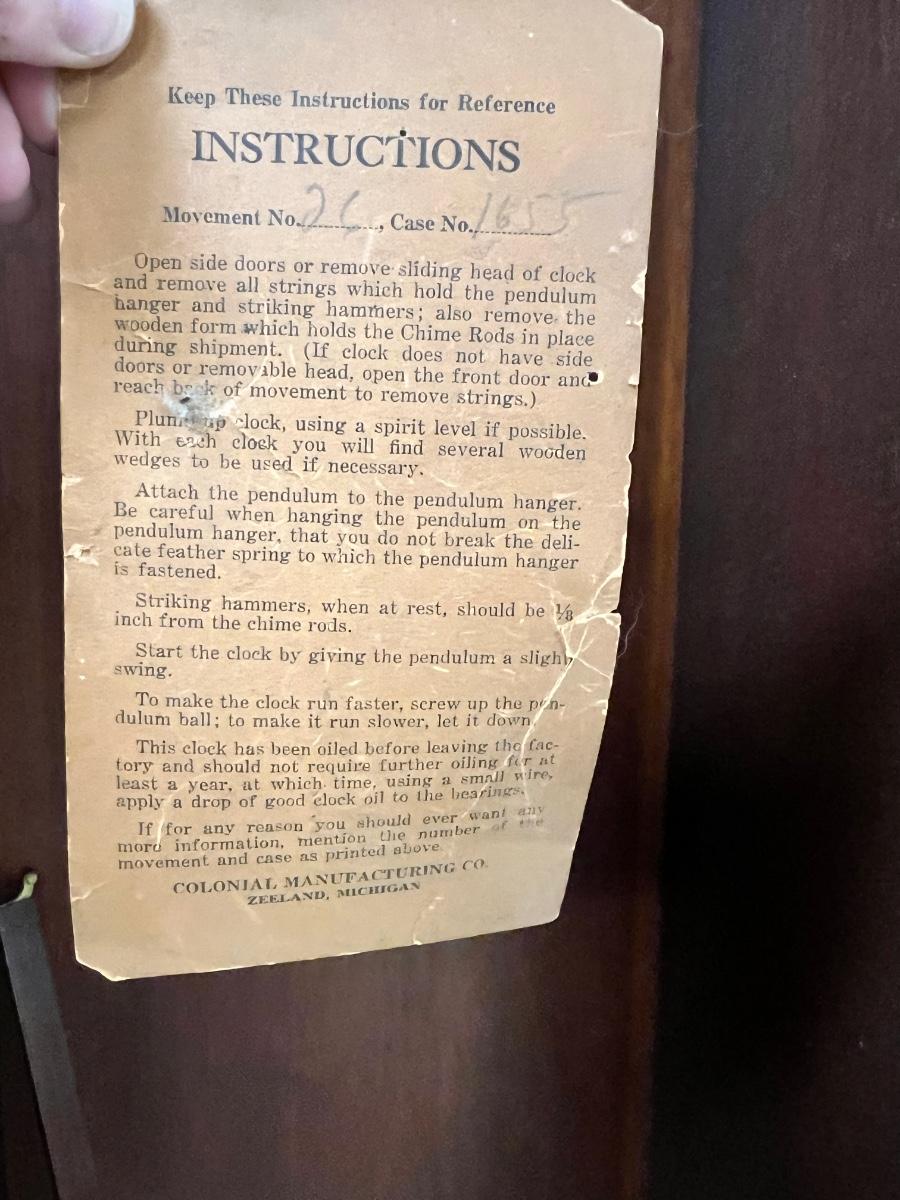 Keep These Instructions for Reference
INSTRUCTIONS
Movement No. 26, Case No. 1655
Open side doors or remove sliding head of clock
and remove all strings which hold the pendulum
hanger and striking hammers; also remove the
wooden form which holds the Chime Rods in place
during shipment. (If clock does not have side
doors or removable head, open the front door and
reach back of movement to remove strings.)
Plumb up clock, using a spirit level if possible.
With each clock you will find several wooden
wedges to be used if necessary.
Attach the pendulum to the pendulum hanger.
Be careful when hanging the pendulum on the
pendulum hanger, that you do not break the deli-
cate feather spring to which the pendulum hanger
is fastened.
Striking hammers, when at rest, should be 1/8
inch from the chime rods.
Start the clock by giving the pendulum a slight
swing.
To make the clock run faster, screw up the pen-
dulum ball; to make it run slower, let it down.
This clock has been oiled before leaving the fac-
tory and should not require further oiling for at
least a year, at which time, using a small wire,
apply a drop of good clock oil to the bearings.
If for any reason you should ever want any
more information, mention the number of the
movement and case as printed above
COLONIAL MANUFACTURING CO.
ZEELAND, MICHIGAN